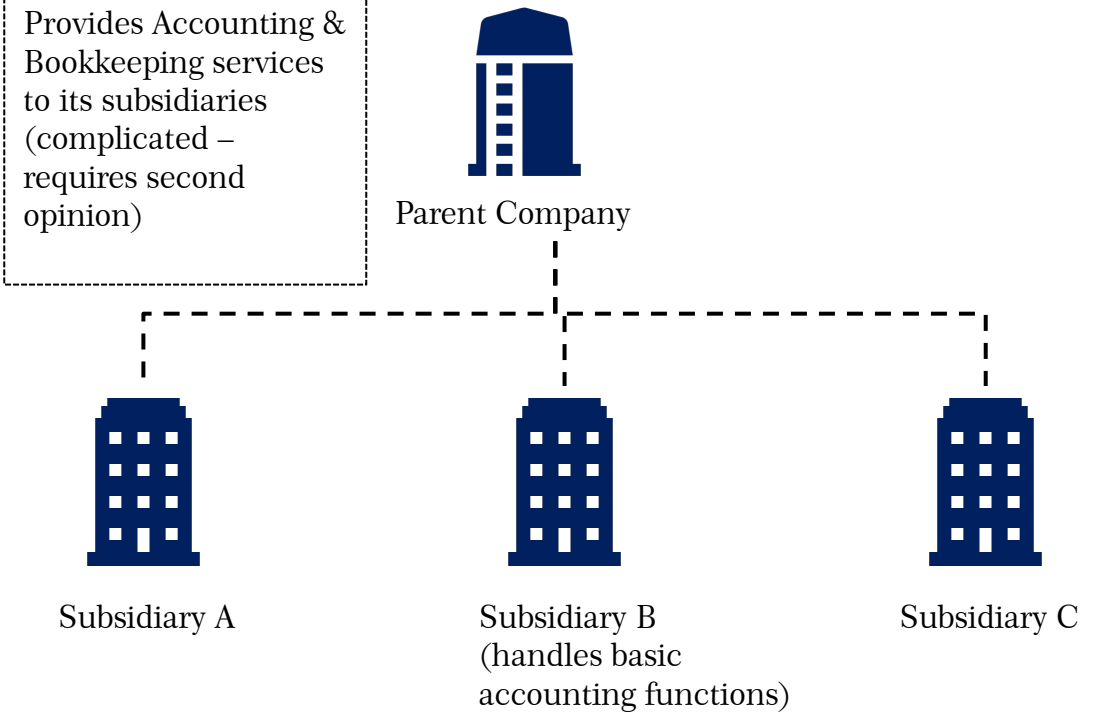 Provides Accounting &
Bookkeeping services
to its subsidiaries
(complicated –
requires second
opinion)
Parent Company
Subsidiary A
Subsidiary B
(handles basic
accounting functions)
Subsidiary C